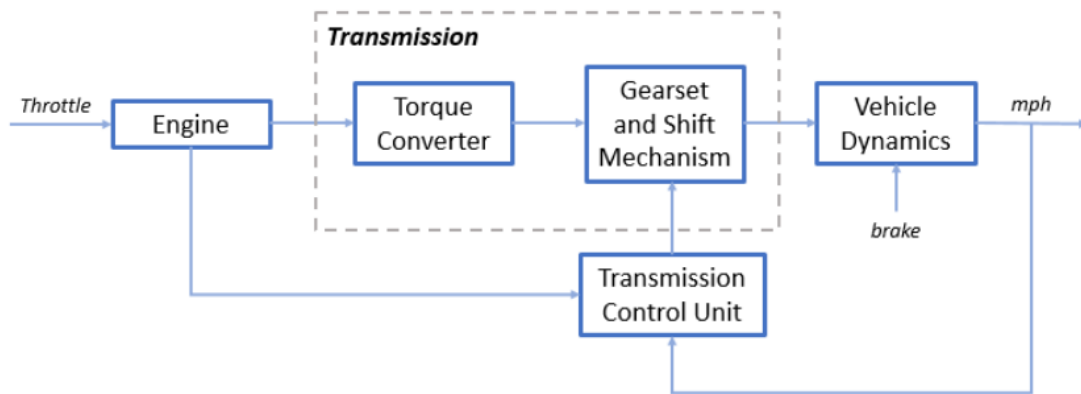 Transmission
Throttle
Engine
Torque
Converter
Gearset
and Shift
Mechanism
Vehicle
Dynamics
mph
brake
Transmission
Control Unit